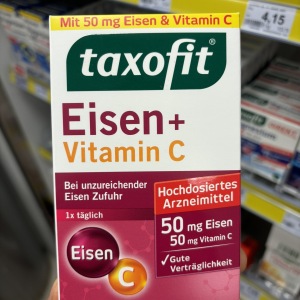 4.15
Mit 50 mg Eisen & Vitamin C
taxofit®
Eisen+
Vitamin C
Bei unzureichender
Eisen Zufuhr
1x täglich
Eisen
C
Hochdosiertes
Arzneimittel
50 mg Eisen
50 mg Vitamin C
✓Gute
Verträglichkeit